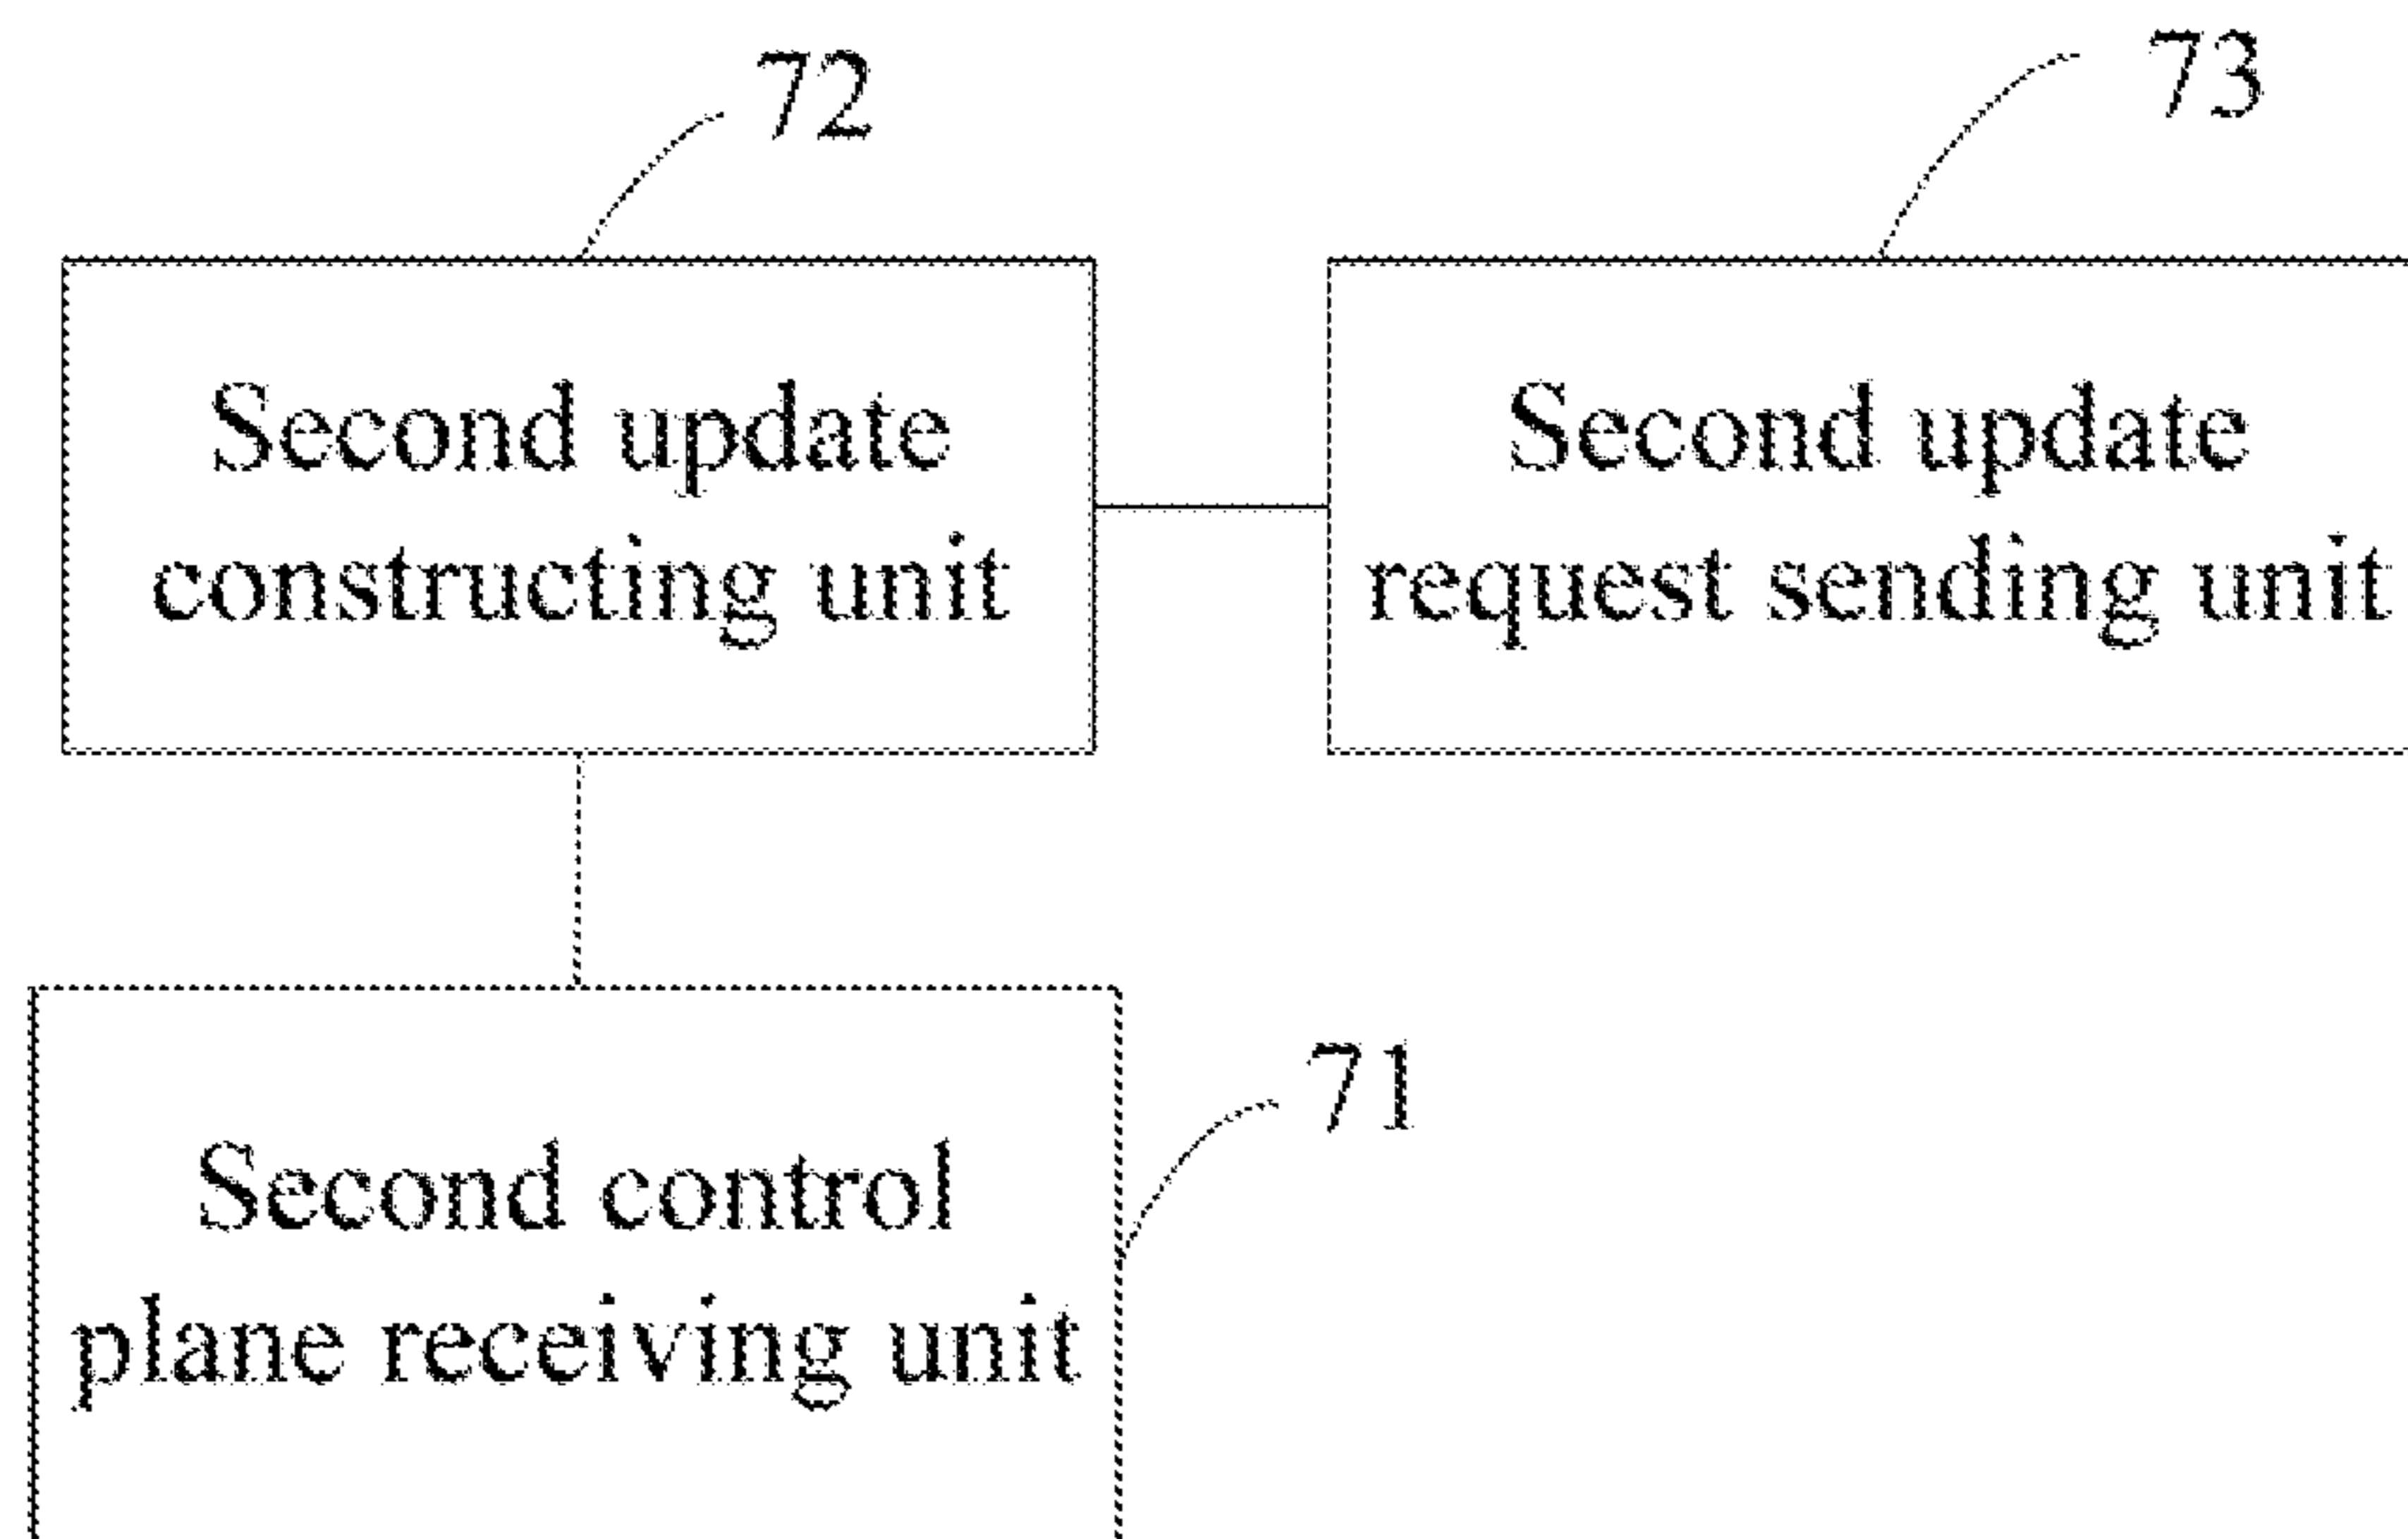 72
73
Second update
constructing unit
Second update
request sending unit
71
Second control
plane receiving unit